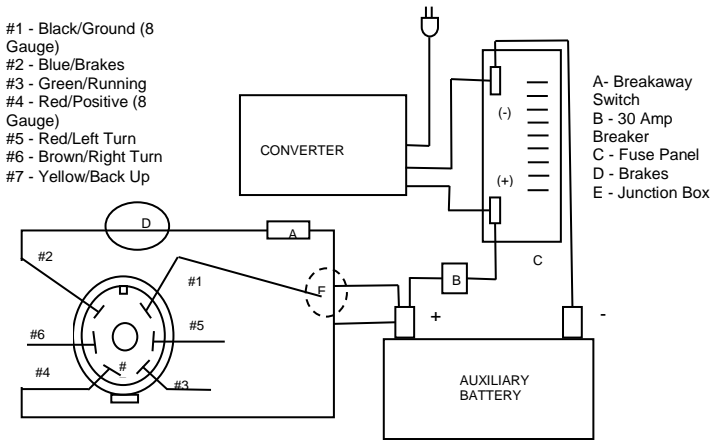 #1 - Black/Ground (8
Gauge)
#2 - Blue/Brakes
#3 - Green/Running
#4 - Red/Positive (8
Gauge)
#5 - Red/Left Turn
#6 - Brown/Right Turn
#7 - Yellow/Back Up
CONVERTER
(-)
(+)
A- Breakaway
Switch
B - 30 Amp
Breaker
C - Fuse Panel
D - Brakes
E - Junction Box
D
A
C
#2
#1
E
B
#6
#5
+
-
#4
#
#3
AUXILIARY
BATTERY